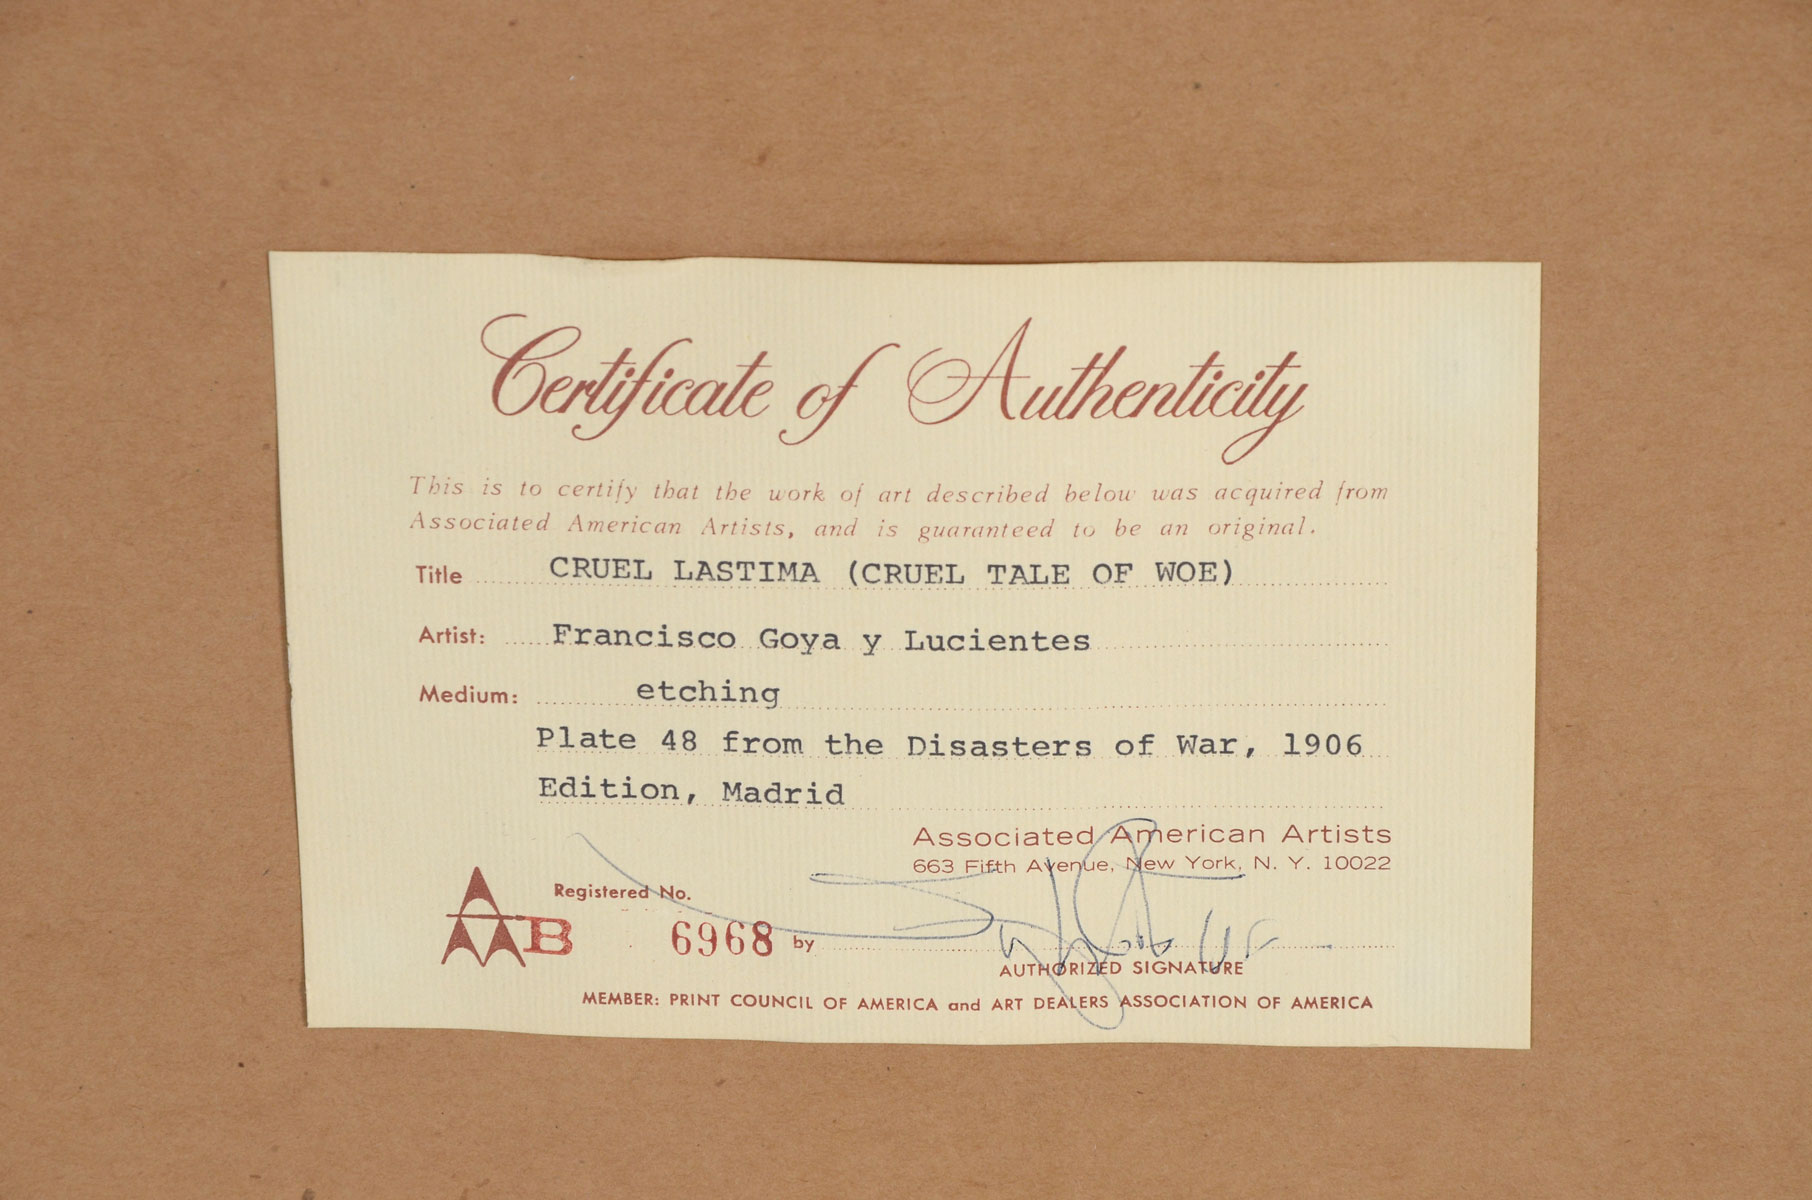 Certificate of Authenticity
This is to certify that the work of art described below was acquired from
Associated American Artists, and is guaranteed to be an original.
Title CRUEL LASTIMA (CRUEL TALE OF WOE)
Artist: Francisco Goya y Lucientes
Medium: etching
Plate 48 from the Disasters of War, 1906
Edition, Madrid
Associated American Artists
663 Fifth Avenue, New York, N. Y. 10022
Registered No.
B 6968 by
AUTHORIZED SIGNATURE
MEMBER: PRINT COUNCIL OF AMERICA and ART DEALERS ASSOCIATION OF AMERICA